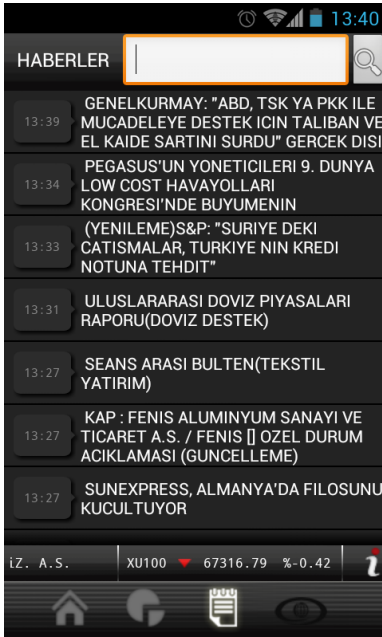 13:40
HABERLER
13:39
GENELKURMAY: "ABD, TSK YA PKK ILE
MUCADELEYE DESTEK ICIN TALIBAN VE
EL KAIDE SARTINI SURDU" GERCEK DISI
13:34
PEGASUS'UN YONETICILERI 9. DUNYA
LOW COST HAVAYOLLARI
KONGRESI'NDE BUYUMENIN
13:33
(YENILEME)S&P: "SURIYE DEKI
CATISMALAR, TURKIYE NIN KREDI
NOTUNA TEHDIT"
13:31
ULUSLARARASI DOVIZ PIYASALARI
RAPORU(DOVIZ DESTEK)
13:27
SEANS ARASI BULTEN(TEKSTIL
YATIRIM)
13:27
KAP : FENIS ALUMINYUM SANAYI VE
TICARET A.S. / FENIS [] OZEL DURUM
ACIKLAMASI (GUNCELLEME)
13:27
SUNEXPRESS, ALMANYA'DA FILOSUNU
KUCULTUYOR
iZ. A.S. XU100 67316.79 %-0.42 i